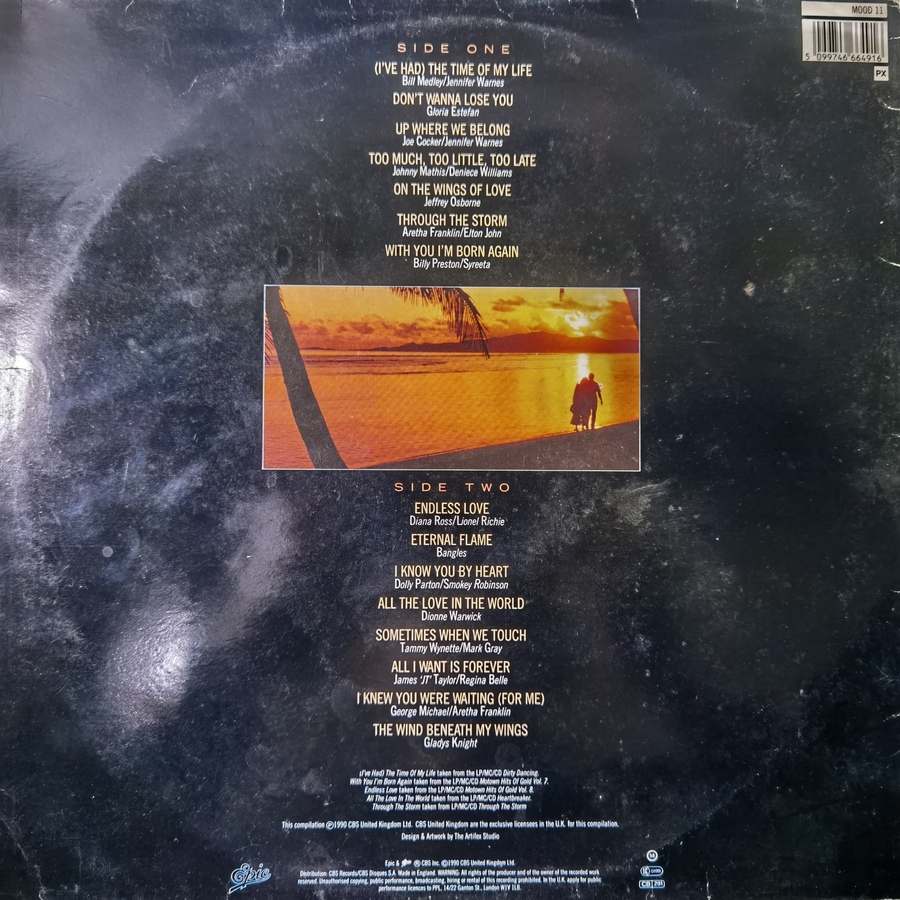 MOOD 11
5 099746 664916
PX
SIDE ONE
(I'VE HAD) THE TIME OF MY LIFE
Bill Medley/Jennifer Warnes
DON'T WANNA LOSE YOU
Gloria Estefan
UP WHERE WE BELONG
Joe Cocker/Jennifer Warnes
TOO MUCH, TOO LITTLE, TOO LATE
Johnny Mathis/Deniece Williams
ON THE WINGS OF LOVE
Jeffrey Osborne
THROUGH THE STORM
Aretha Franklin/Elton John
WITH YOU I'M BORN AGAIN
Billy Preston/Syreeta
SIDE TWO
ENDLESS LOVE
Diana Ross/Lionel Richie
ETERNAL FLAME
Bangles
I KNOW YOU BY HEART
Dolly Parton/Smokey Robinson
ALL THE LOVE IN THE WORLD
Dionne Warwick
SOMETIMES WHEN WE TOUCH
Tammy Wynette/Mark Gray
ALL I WANT IS FOREVER
James 'JT' Taylor/Regina Belle
I KNEW YOU WERE WAITING (FOR ME)
George Michael/Aretha Franklin
THE WIND BENEATH MY WINGS
Gladys Knight
(I've Had) The Time Of My Life taken from the LP/MC/CD Dirty Dancing.
With You I'm Born Again taken from the LP/MC/CD Motown Hits Of Gold Vol. 7.
Endless Love taken from the LP/MC/CD Motown Hits Of Gold Vol. 8.
All The Love In The World taken from the LP/MC/CD Heartbreaker.
Through The Storm taken from the LP/MC/CD Through The Storm
This compilation ℗1990 CBS United Kingdom Ltd. CBS United Kingdom are the exclusive licensees in the U.K. for this compilation.
Design & Artwork by The Artifex Studio
Epic
Epic & ® CBS Inc. ©1990 CBS United Kingdom Ltd.
Distribution: CBS Records/CBS Disques S.A. Made in England. WARNING: All rights of the producer and of the owner of the recorded work
reserved. Unauthorised copying, public performance, broadcasting, hiring or rental of this recording prohibited. In the U.K. apply for public
performance licences to PPL, 14/22 Ganton St., London W1V 1LB.
CB 201